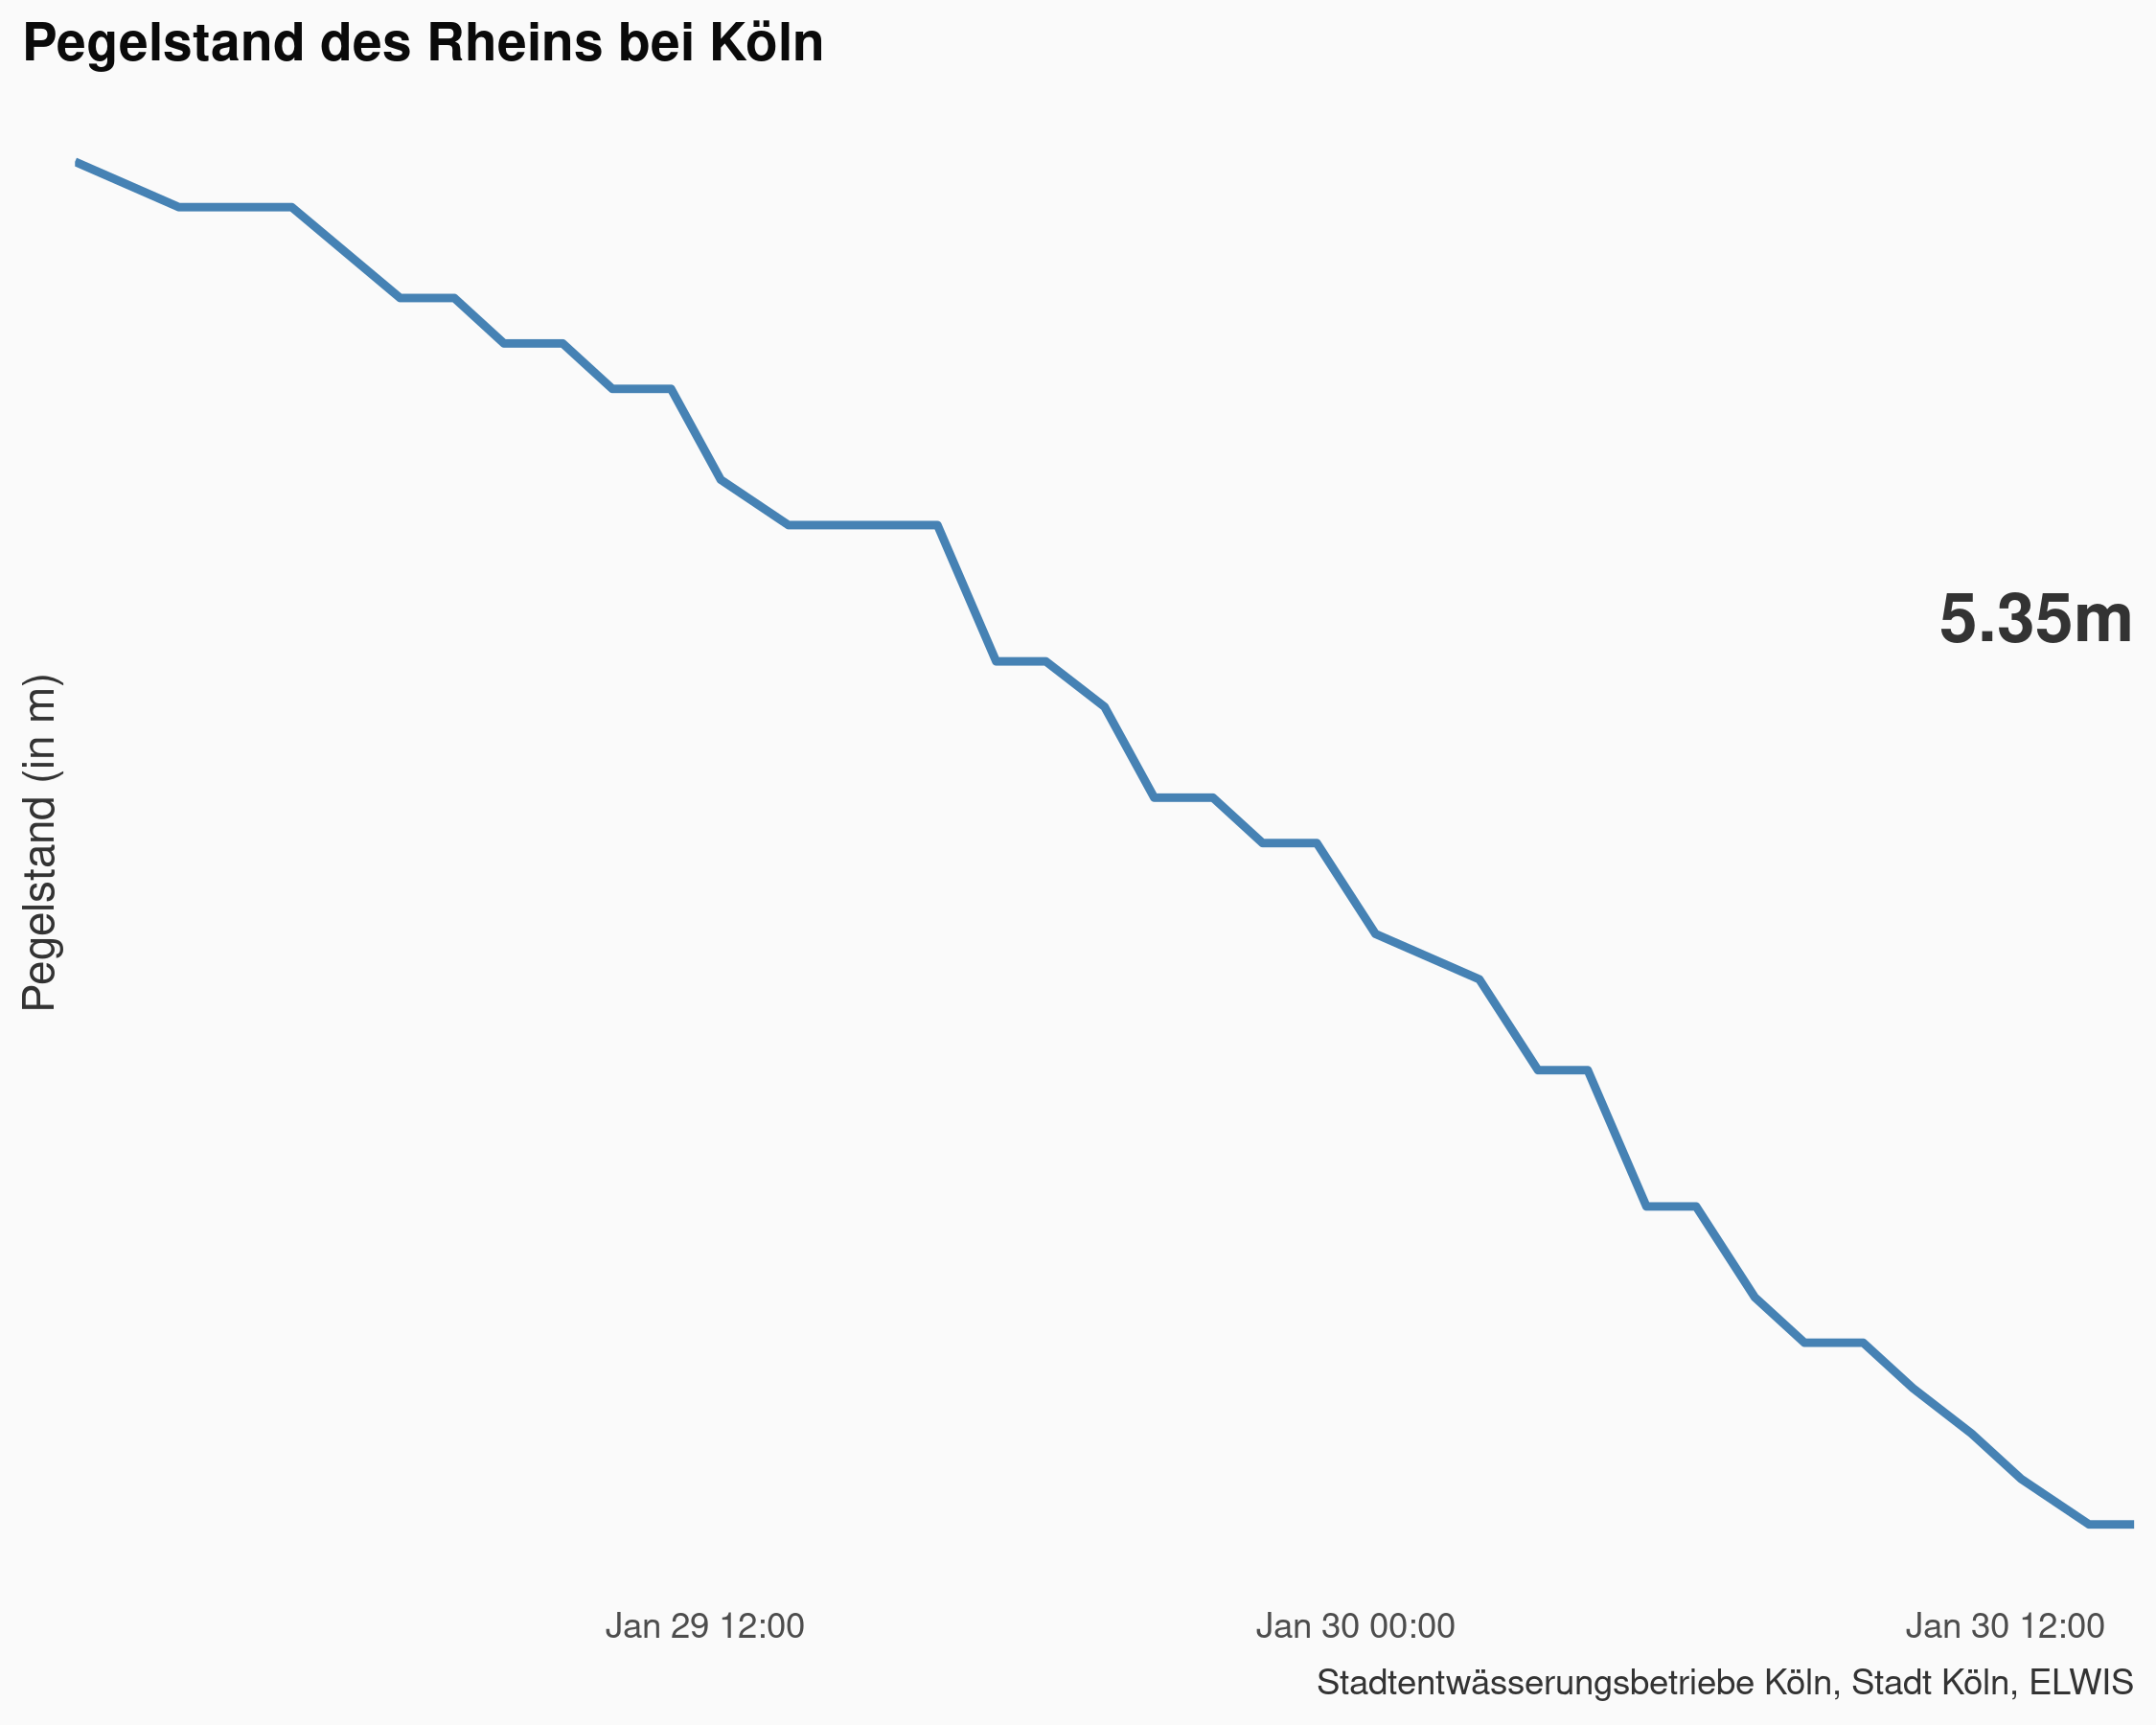 Pegelstand des Rheins bei Köln
5.35m
Pegelstand (in m)
Jan 29 12:00
Jan 30 00:00
Jan 30 12:00
Stadtentwässerungsbetriebe Köln, Stadt Köln, ELWIS